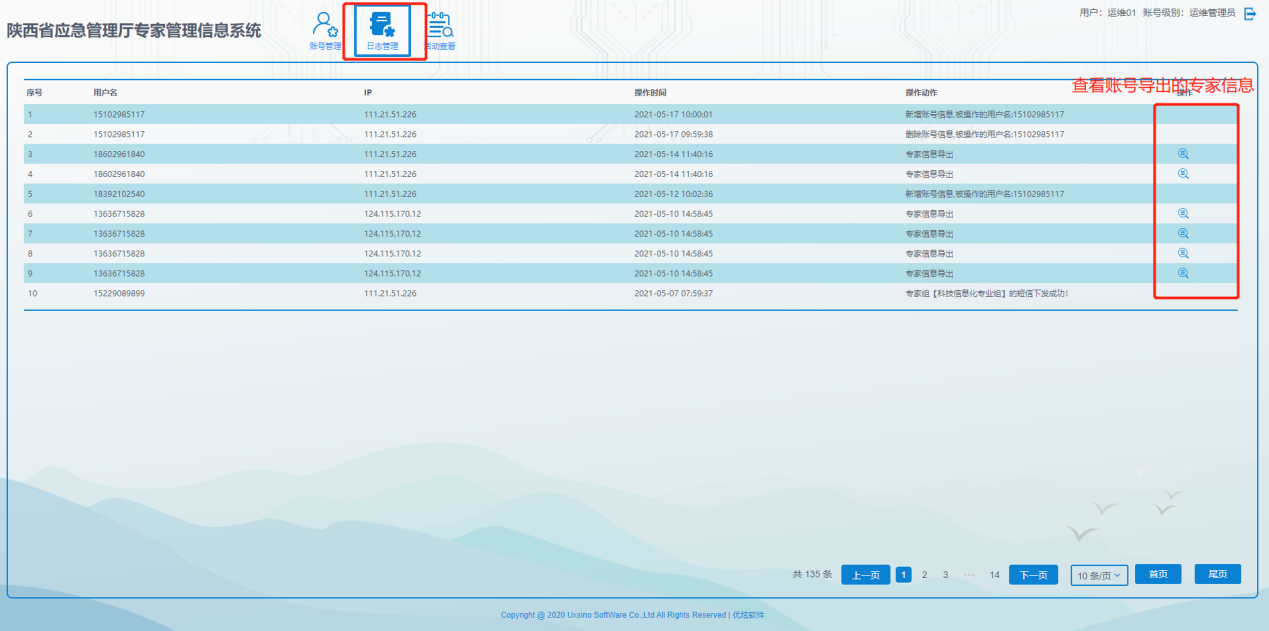 用户：运维01 账号级别：运维管理员
陕西省应急管理厅专家管理信息系统
账号管理 日志管理 活动查看
查看账号导出的专家信息
序号 用户名 IP 操作时间 操作动作 操作
1 15102985117 111.21.51.226 2021-05-17 10:00:01 新增账号信息,被操作的用户名:15102985117
2 15102985117 111.21.51.226 2021-05-17 09:59:38 删除账号信息,被操作的用户名:15102985117
3 18602961840 111.21.51.226 2021-05-14 11:40:16 专家信息导出
4 18602961840 111.21.51.226 2021-05-14 11:40:16 专家信息导出
5 18392102540 111.21.51.226 2021-05-12 10:02:36 新增账号信息,被操作的用户名:15102985117
6 13636715828 124.115.170.12 2021-05-10 14:58:45 专家信息导出
7 13636715828 124.115.170.12 2021-05-10 14:58:45 专家信息导出
8 13636715828 124.115.170.12 2021-05-10 14:58:45 专家信息导出
9 13636715828 124.115.170.12 2021-05-10 14:58:45 专家信息导出
10 15229089899 111.21.51.226 2021-05-07 07:59:37 专家组【科技信息化专业组】的短信下发成功!
共 135 条 上一页 1 2 3 ··· 14 下一页 10 条/页 首页 尾页
Copyright @ 2020 Uxsino SoftWare Co.,Ltd All Rights Reserved | 优炫软件